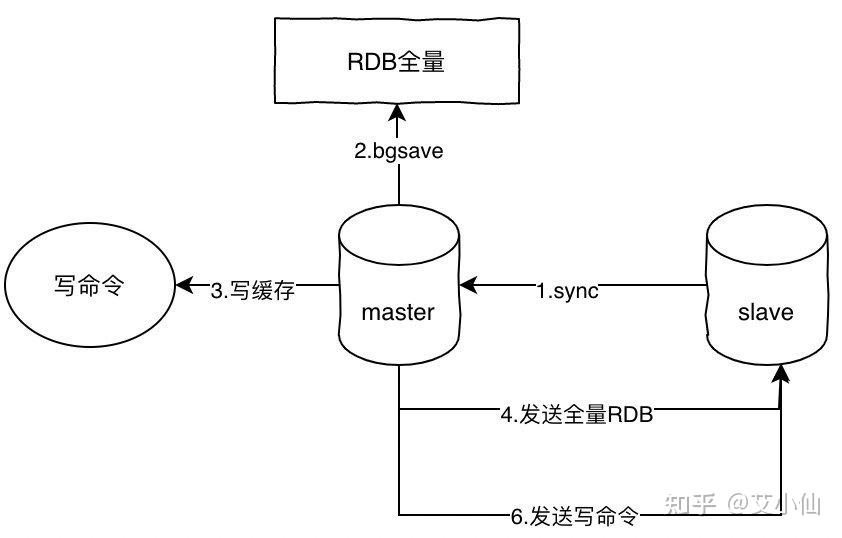 RDB全量
2.bgsave
写命令
3.写缓存
master
1.sync
slave
4.发送全量RDB
6.发送写命令
知乎 @艾小仙